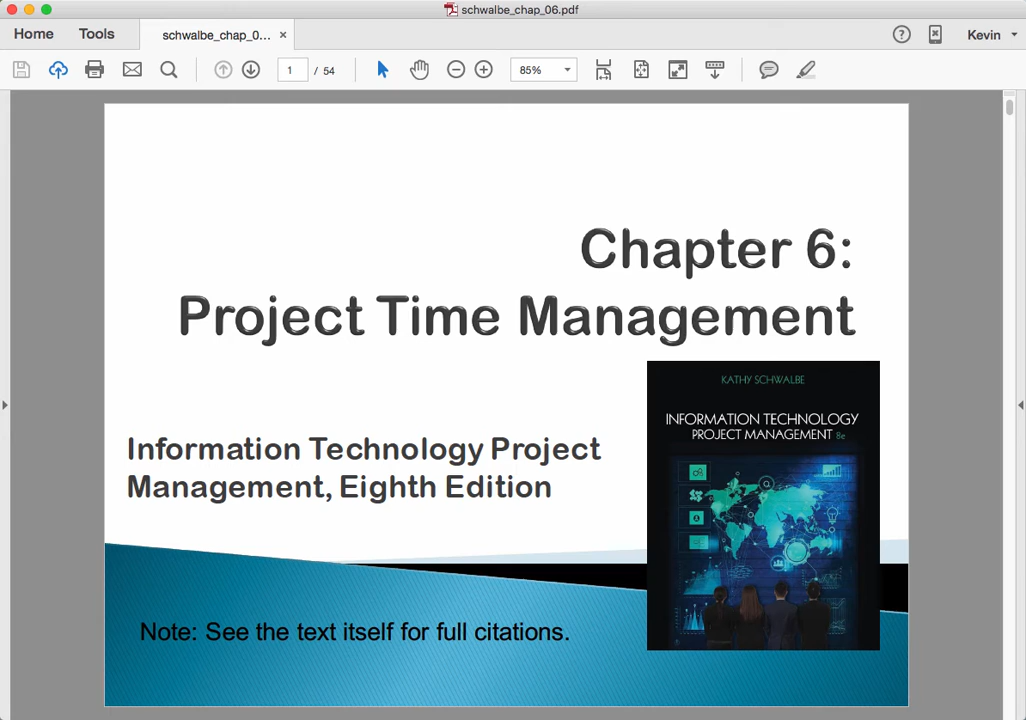 schwalbe_chap_06.pdf
Home
Tools
schwalbe_chap_0... ×
Kevin
1 / 54
85%
Chapter 6:
Project Time Management
KATHY SCHWALBE
INFORMATION TECHNOLOGY
PROJECT MANAGEMENT 8e
Information Technology Project
Management, Eighth Edition
Note: See the text itself for full citations.